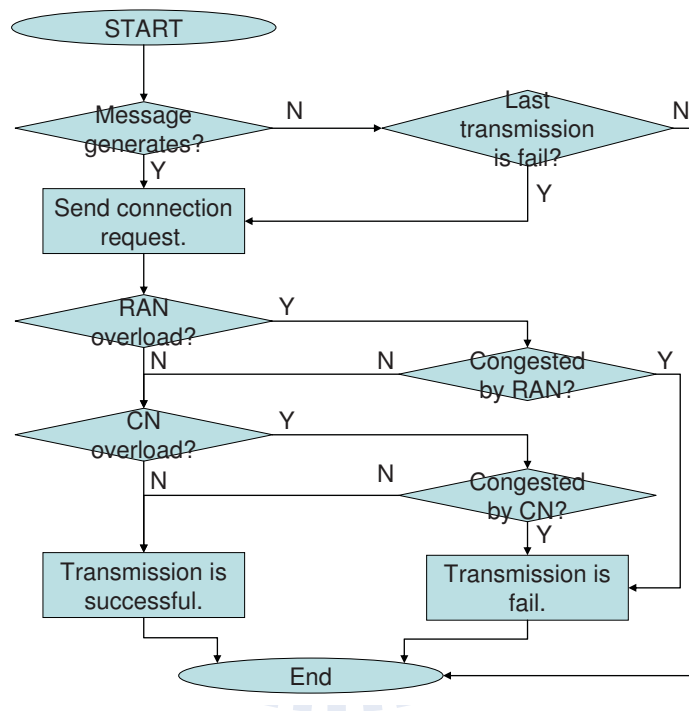 START
Message
generates?
N
Last
transmission
is fail?
N
Y
Y
Send connection
request.
RAN
overload?
Y
N
N
Congested
by RAN?
Y
CN
overload?
Y
N
N
Congested
by CN?
Y
Transmission is
successful.
Transmission is
fail.
End